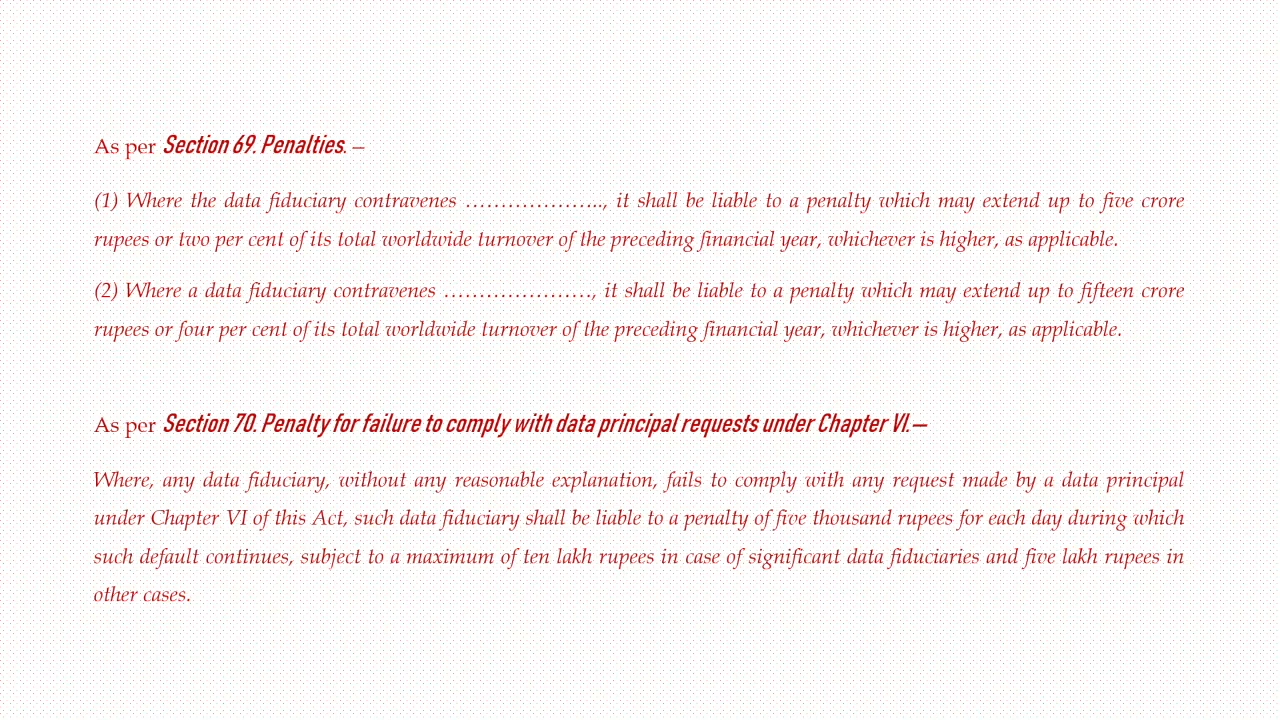 As per Section 69. Penalties. –
(1) Where the data fiduciary contravenes ……………….., it shall be liable to a penalty which may extend up to five crore
rupees or two per cent of its total worldwide turnover of the preceding financial year, whichever is higher, as applicable.
(2) Where a data fiduciary contravenes …………………, it shall be liable to a penalty which may extend up to fifteen crore
rupees or four per cent of its total worldwide turnover of the preceding financial year, whichever is higher, as applicable.
As per Section 70. Penalty for failure to comply with data principal requests under Chapter VI.—
Where, any data fiduciary, without any reasonable explanation, fails to comply with any request made by a data principal
under Chapter VI of this Act, such data fiduciary shall be liable to a penalty of five thousand rupees for each day during which
such default continues, subject to a maximum of ten lakh rupees in case of significant data fiduciaries and five lakh rupees in
other cases.